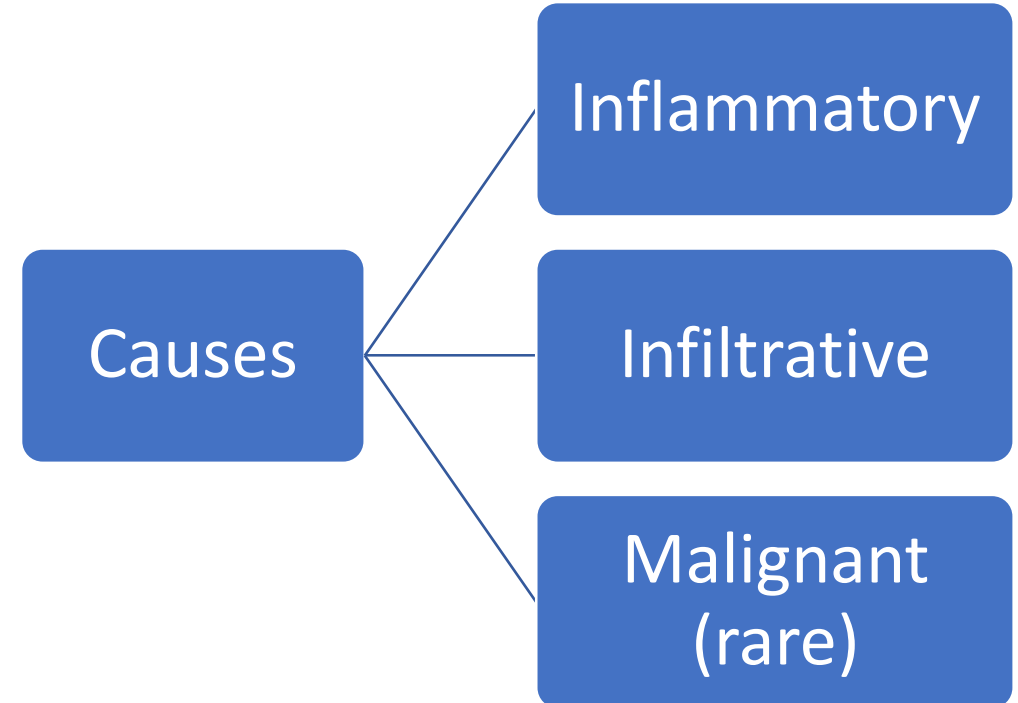 Causes
Inflammatory
Infiltrative
Malignant
(rare)